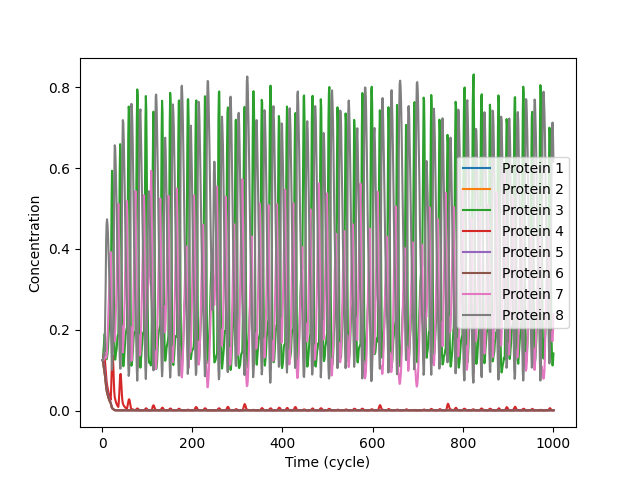 0.8
0.6
0.4
0.2
0.0
Concentration
0
200
400
600
800
1000
Time (cycle)
Protein 1
Protein 2
Protein 3
Protein 4
Protein 5
Protein 6
Protein 7
Protein 8